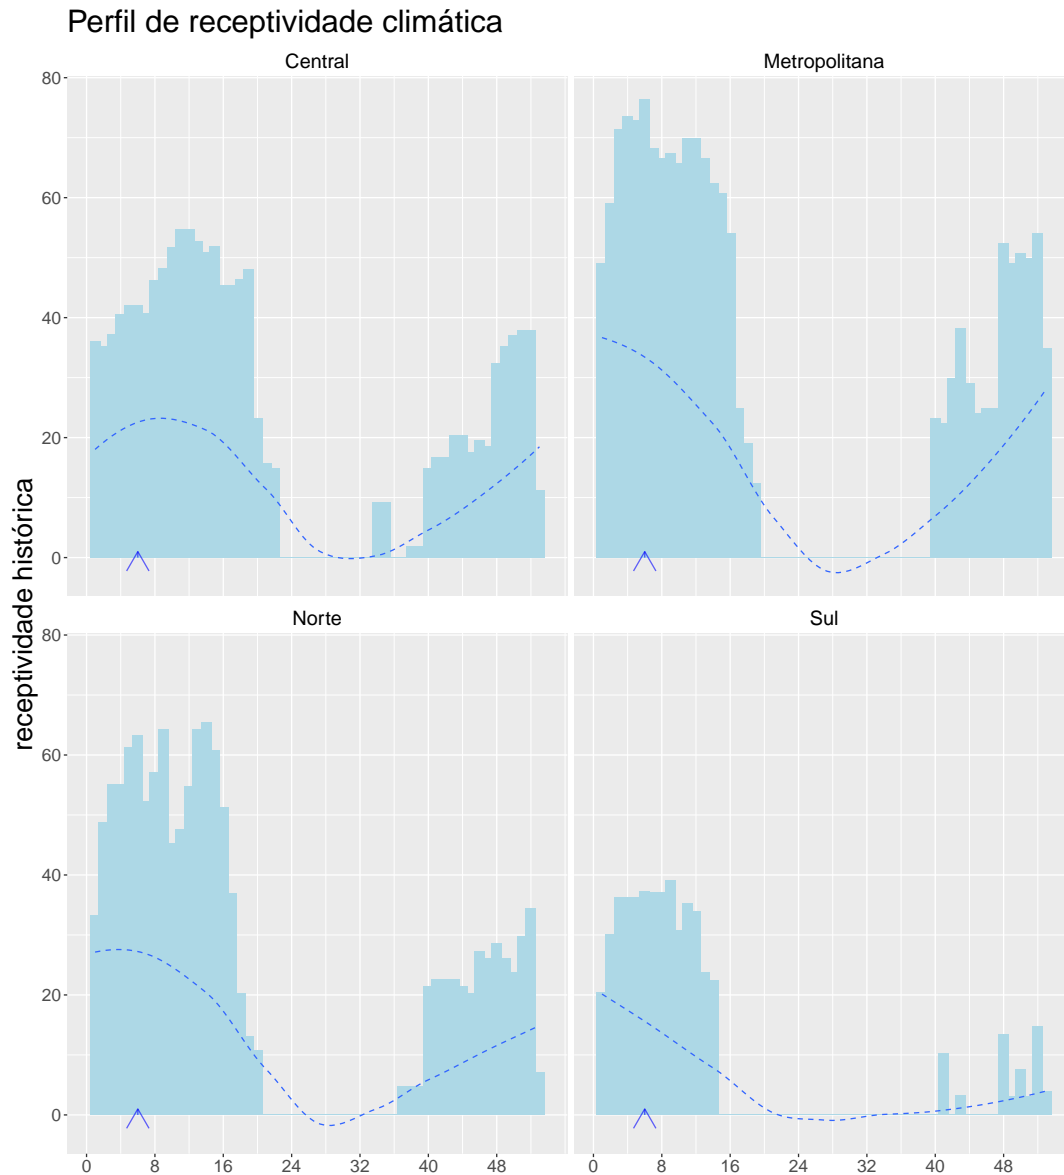 Perfil de receptividade climática
Central
Metropolitana
80
60
40
20
0
Norte
Sul
80
60
40
20
0
receptividade histórica
0 8 16 24 32 40 48
0 8 16 24 32 40 48